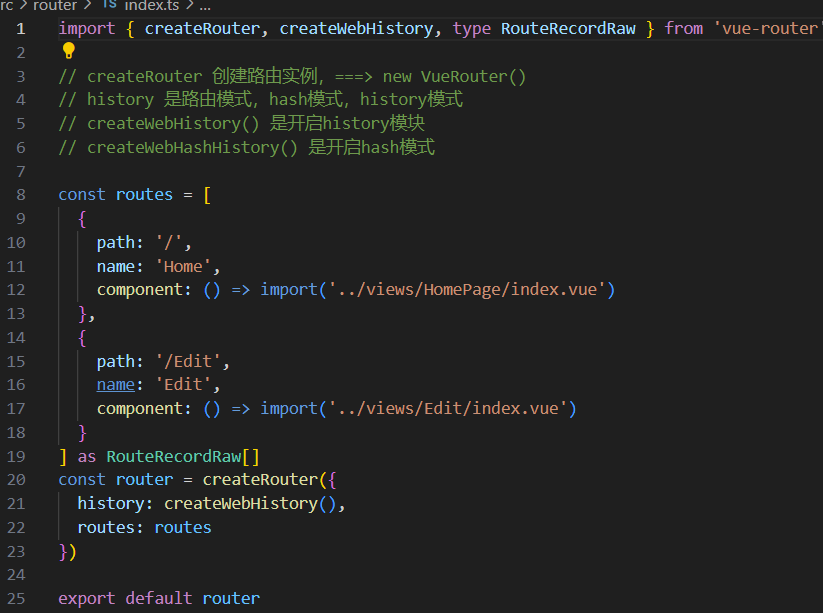 rc > router > TS index.ts > ...
1 import { createRouter, createWebHistory, type RouteRecordRaw } from 'vue-router'
2
3 // createRouter 创建路由实例, ===> new VueRouter()
4 // history 是路由模式, hash模式, history模式
5 // createWebHistory() 是开启history模块
6 // createWebHashHistory() 是开启hash模式
7
8 const routes = [
9 {
10 path: '/',
11 name: 'Home',
12 component: () => import('../views/HomePage/index.vue')
13 },
14 {
15 path: '/Edit',
16 name: 'Edit',
17 component: () => import('../views/Edit/index.vue')
18 }
19 ] as RouteRecordRaw[]
20 const router = createRouter({
21 history: createWebHistory(),
22 routes: routes
23 })
24
25 export default router